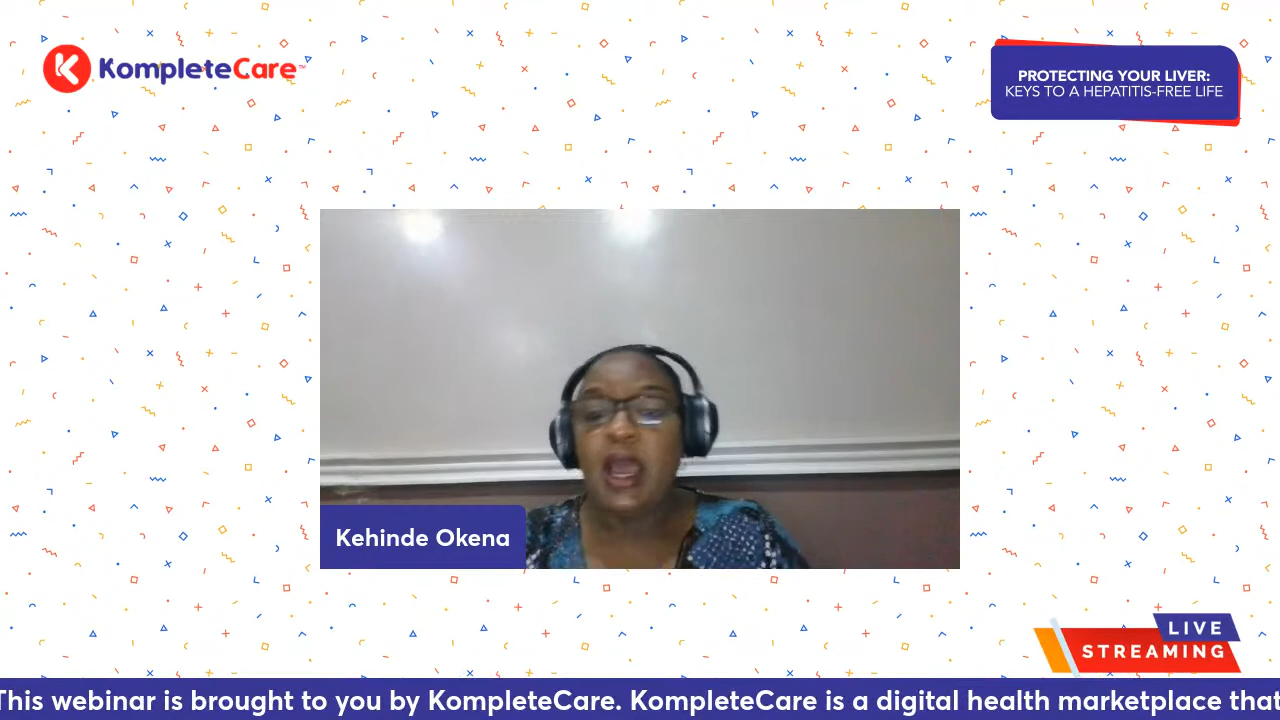 KompleteCare™
PROTECTING YOUR LIVER:
KEYS TO A HEPATITIS-FREE LIFE
Kehinde Okena
LIVE
STREAMING
This webinar is brought to you by KompleteCare. KompleteCare is a digital health marketplace that